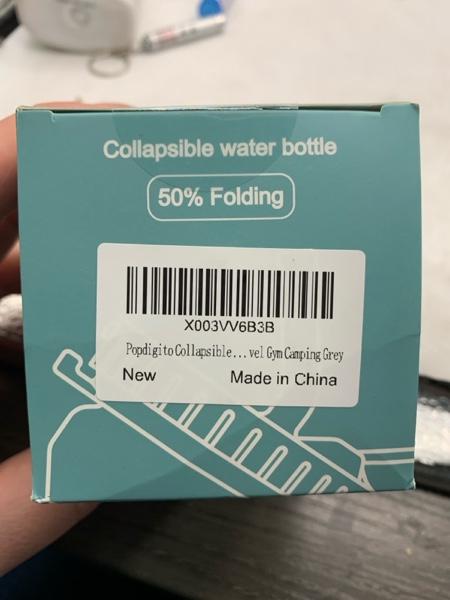 Collapsible water bottle
50% Folding
X003VV6B3B
Popdigito Collapsible...vel Gym Camping Grey
New Made in China